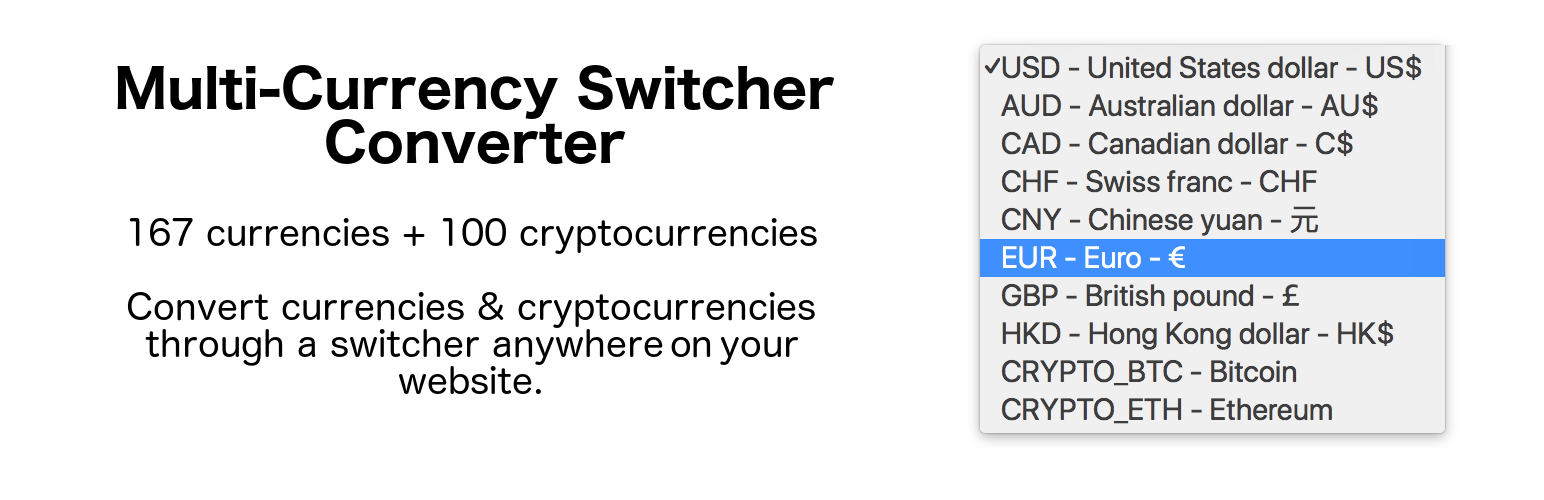 Multi-Currency Switcher
Converter
167 currencies + 100 cryptocurrencies
Convert currencies & cryptocurrencies
through a switcher anywhere on your
website.
✓USD - United States dollar - US$
AUD - Australian dollar - AU$
CAD - Canadian dollar - C$
CHF - Swiss franc - CHF
CNY - Chinese yuan - 元
EUR - Euro - €
GBP - British pound - £
HKD - Hong Kong dollar - HK$
CRYPTO_BTC - Bitcoin
CRYPTO_ETH - Ethereum